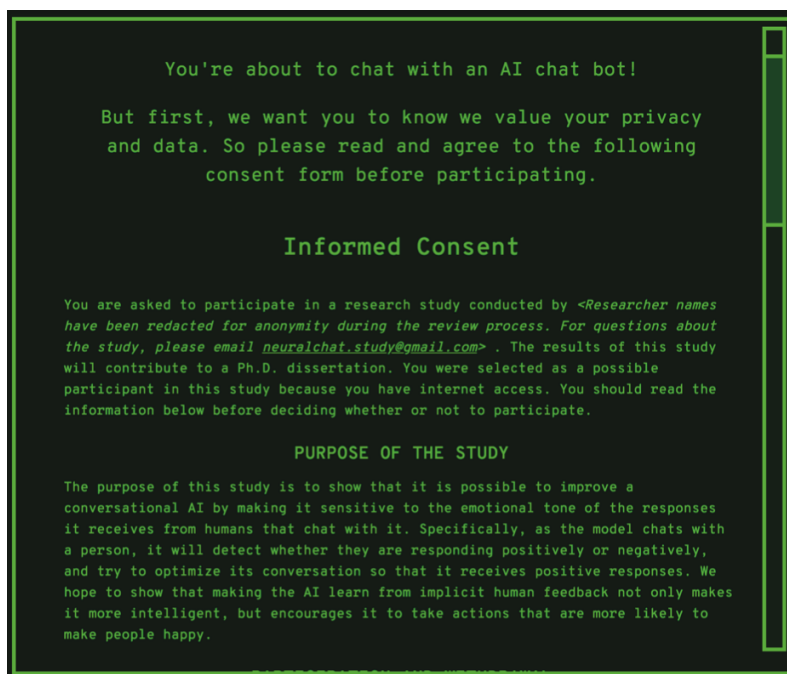 You're about to chat with an AI chat bot!
But first, we want you to know we value your privacy
and data. So please read and agree to the following
consent form before participating.
Informed Consent
You are asked to participate in a research study conducted by <Researcher names
have been redacted for anonymity during the review process. For questions about
the study, please email neuralchat.study@gmail.com> . The results of this study
will contribute to a Ph.D. dissertation. You were selected as a possible
participant in this study because you have internet access. You should read the
information below before deciding whether or not to participate.
PURPOSE OF THE STUDY
The purpose of this study is to show that it is possible to improve a
conversational AI by making it sensitive to the emotional tone of the responses
it receives from humans that chat with it. Specifically, as the model chats with
a person, it will detect whether they are responding positively or negatively,
and try to optimize its conversation so that it receives positive responses. We
hope to show that making the AI learn from implicit human feedback not only makes
it more intelligent, but encourages it to take actions that are more likely to
make people happy.